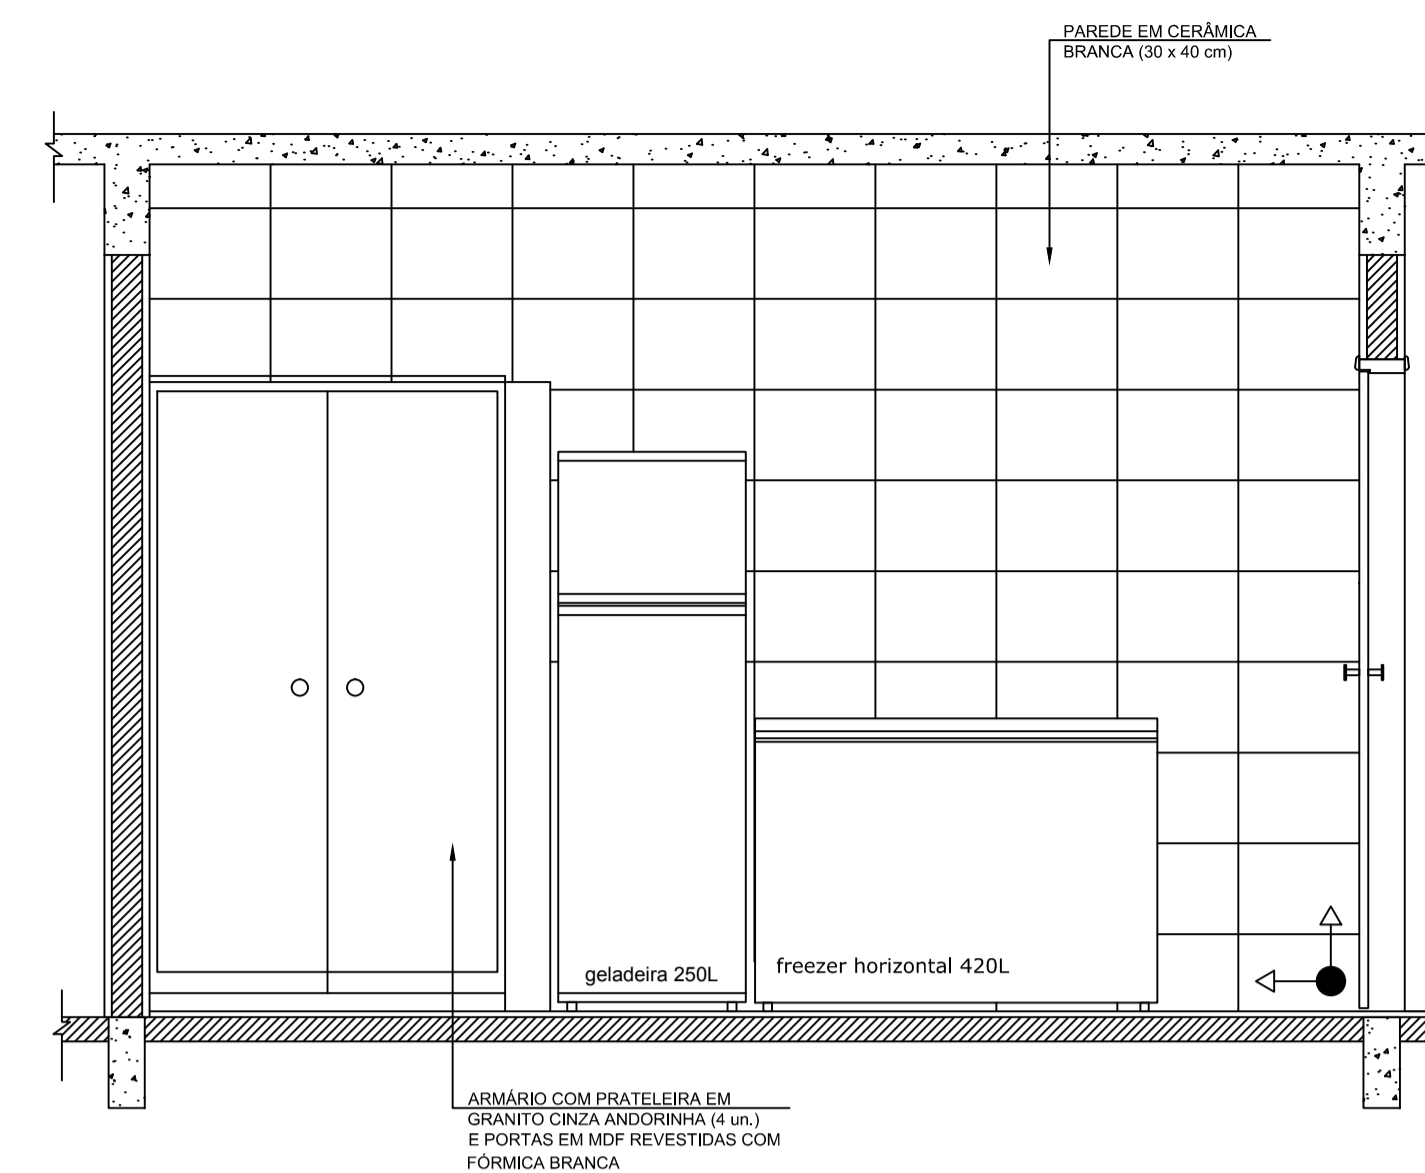 PAREDE EM CERÂMICA
BRANCA (30 x 40 cm)
geladeira 250L
freezer horizontal 420L
ARMÁRIO COM PRATELEIRA EM
GRANITO CINZA ANDORINHA (4 un.)
E PORTAS EM MDF REVESTIDAS COM
FÓRMICA BRANCA